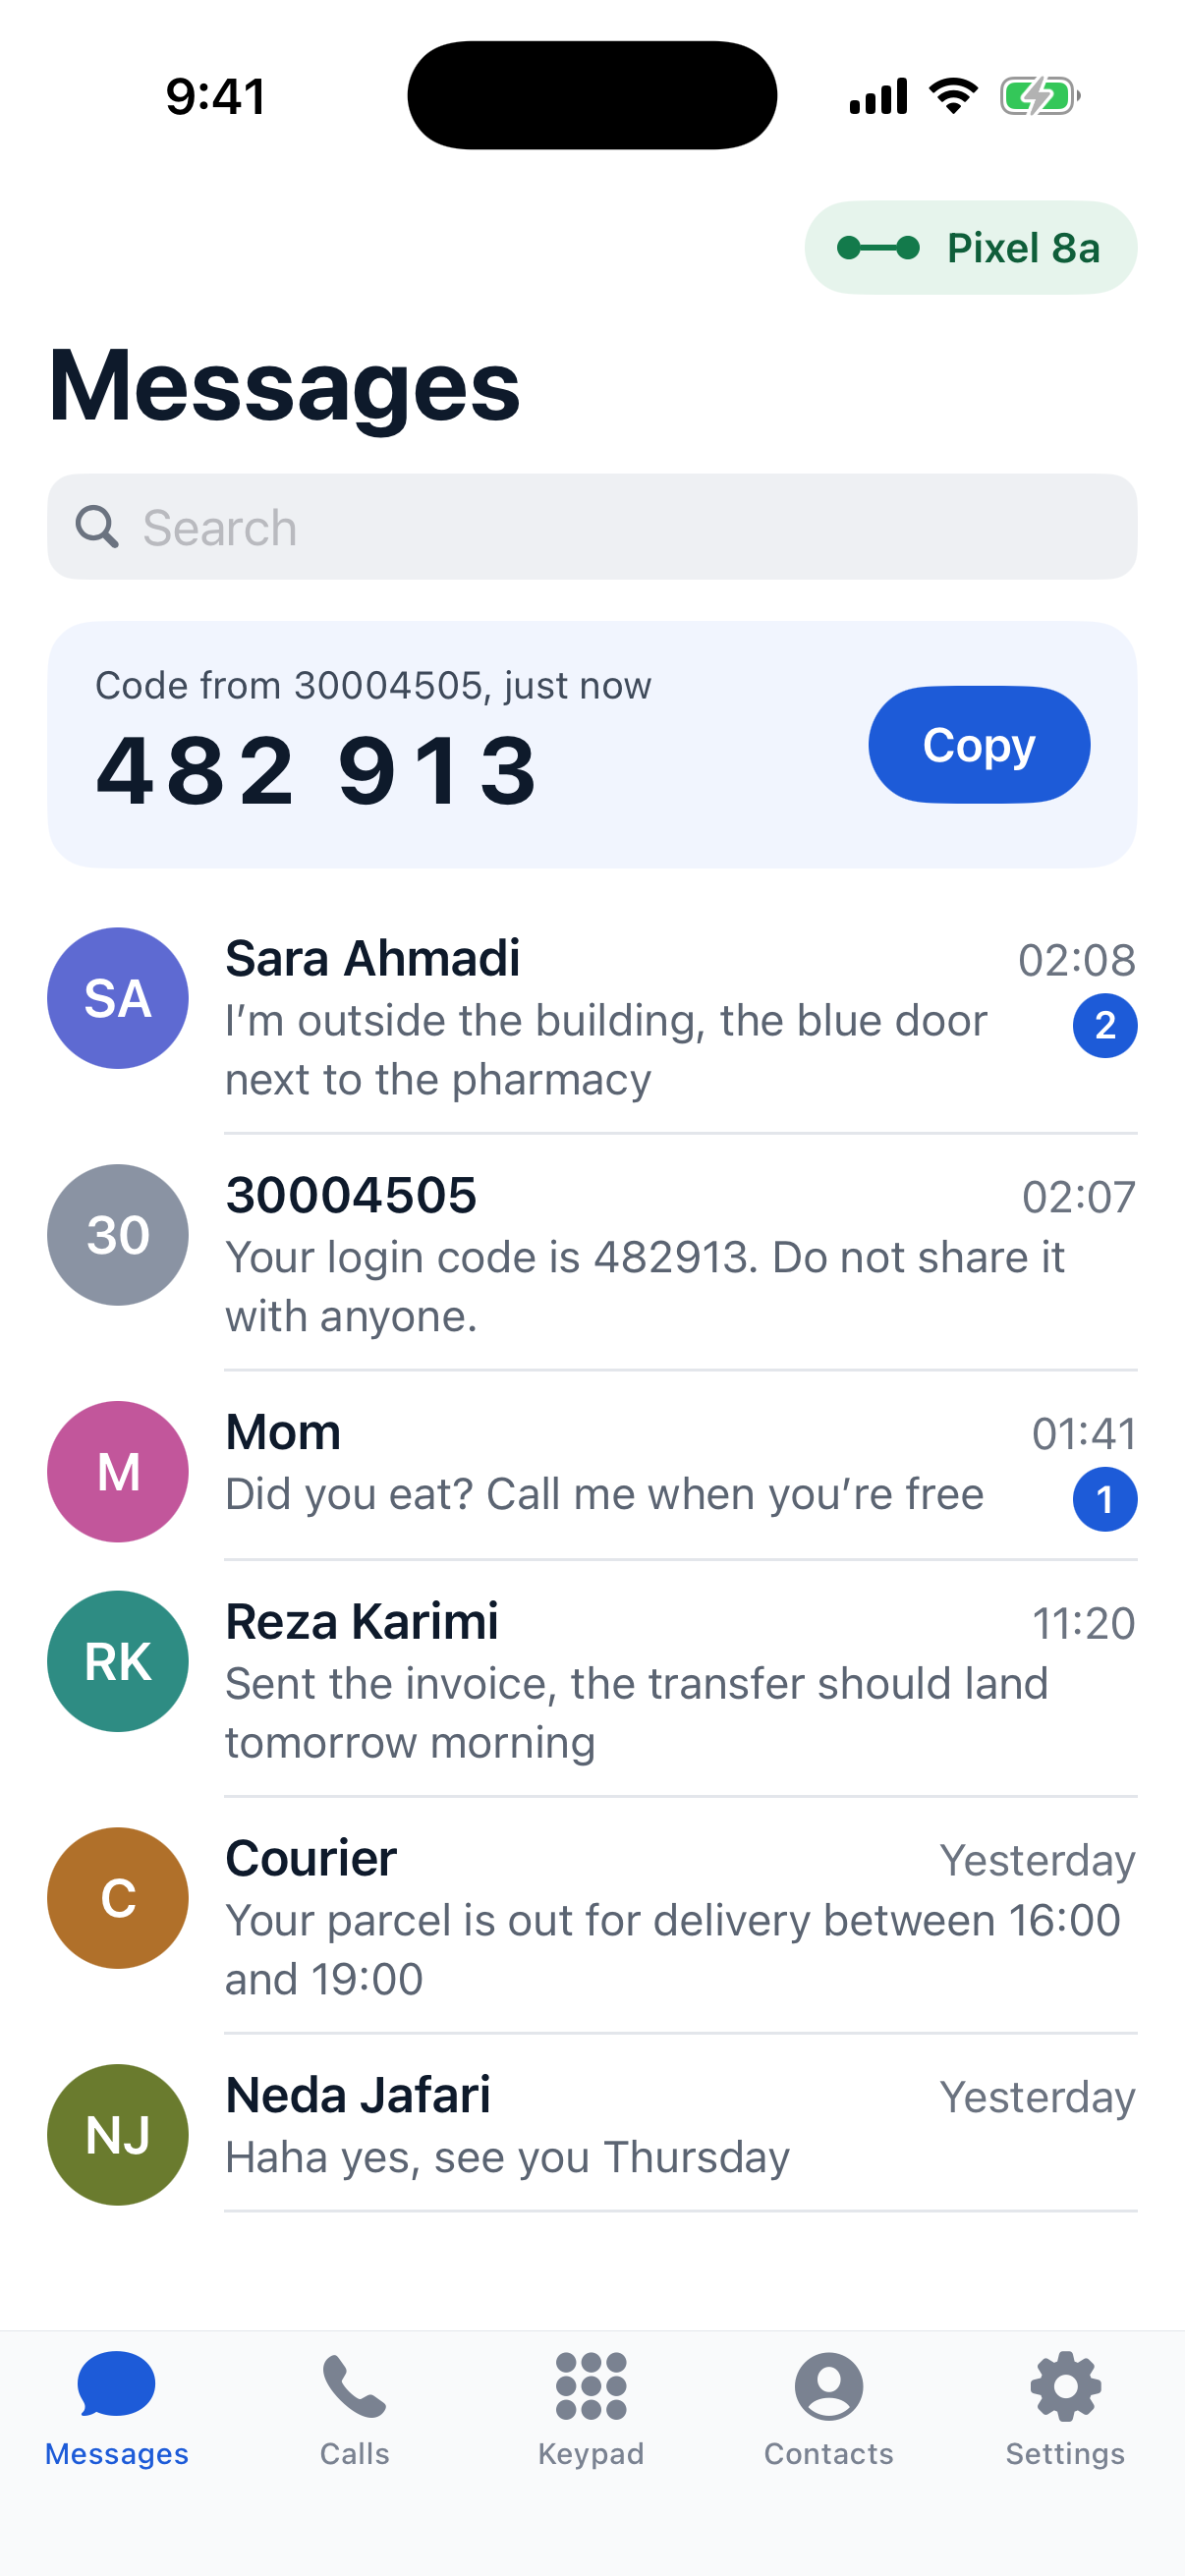 9:41
Pixel 8a
Messages
Search
Code from 30004505, just now
482 913
Copy
SA
Sara Ahmadi
02:08
I’m outside the building, the blue door
next to the pharmacy
2
30
30004505
02:07
Your login code is 482913. Do not share it
with anyone.
M
Mom
01:41
Did you eat? Call me when you’re free
1
RK
Reza Karimi
11:20
Sent the invoice, the transfer should land
tomorrow morning
C
Courier
Yesterday
Your parcel is out for delivery between 16:00
and 19:00
NJ
Neda Jafari
Yesterday
Haha yes, see you Thursday
Messages
Calls
Keypad
Contacts
Settings